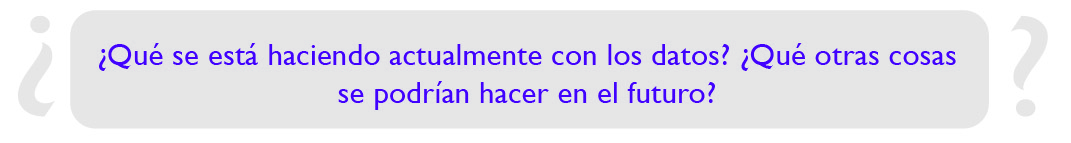 ¿Qué se está haciendo actualmente con los datos? ¿Qué otras cosas
se podrían hacer en el futuro?